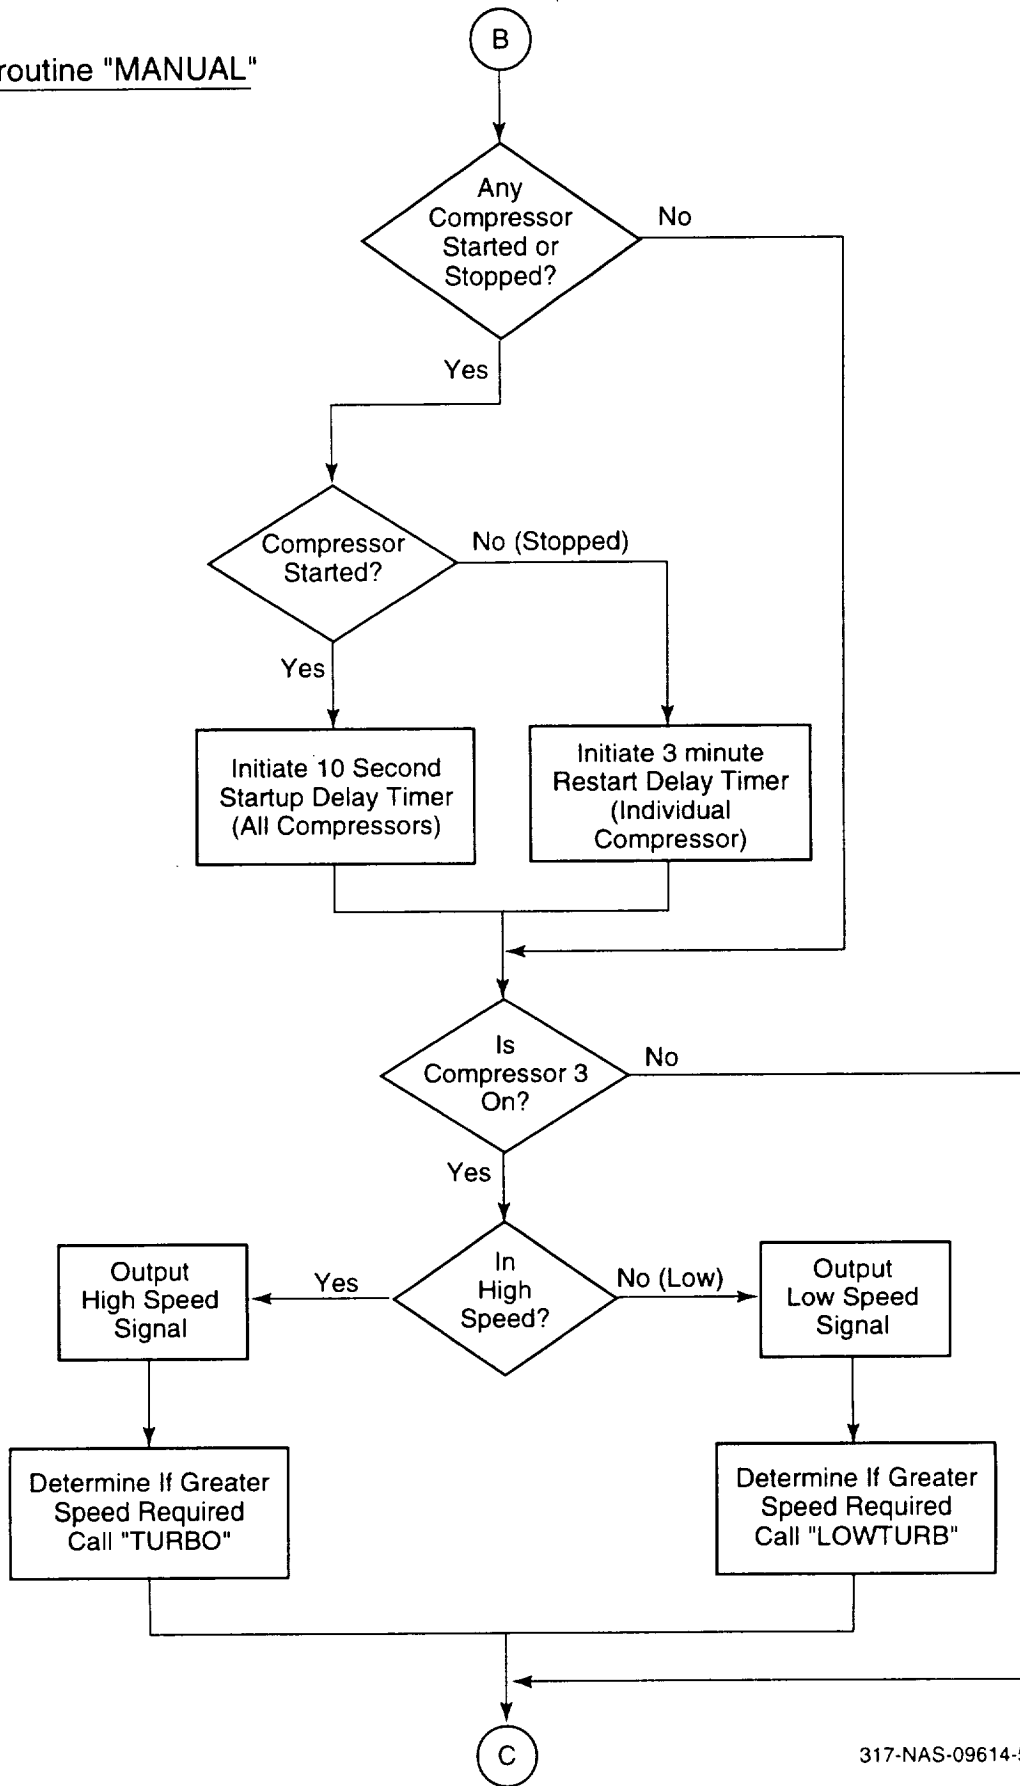 B
routine "MANUAL"
Any
Compressor
Started or
Stopped?
No
Yes
Compressor
Started?
No (Stopped)
Yes
Initiate 10 Second
Startup Delay Timer
(All Compressors)
Initiate 3 minute
Restart Delay Timer
(Individual
Compressor)
Is
Compressor 3
On?
No
Yes
In
High
Speed?
Yes
No (Low)
Output
High Speed
Signal
Output
Low Speed
Signal
Determine If Greater
Speed Required
Call "TURBO"
Determine If Greater
Speed Required
Call "LOWTURB"
C
317-NAS-09614-5